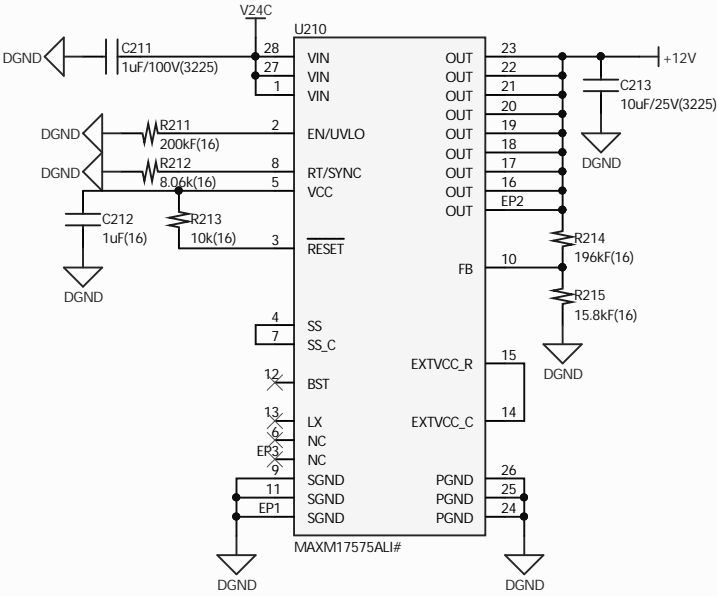 V24C
U210
DGND
C211
1uF/100V(3225)
28
VIN
27
VIN
1
VIN
OUT
23
OUT
22
OUT
21
OUT
20
OUT
19
OUT
18
OUT
17
OUT
16
OUT
EP2
+12V
C213
10uF/25V(3225)
DGND
DGND
R211
200kF(16)
2
EN/UVLO
DGND
R212
8.06k(16)
8
RT/SYNC
5
VCC
C212
1uF(16)
DGND
R213
10k(16)
3
RESET
R214
196kF(16)
FB
10
R215
15.8kF(16)
DGND
4
SS
7
SS_C
12
BST
13
LX
6
NC
EP3
NC
9
SGND
11
SGND
EP1
SGND
EXTVCC_R
15
EXTVCC_C
14
PGND
26
PGND
25
PGND
24
MAXM17575ALI#
DGND
DGND